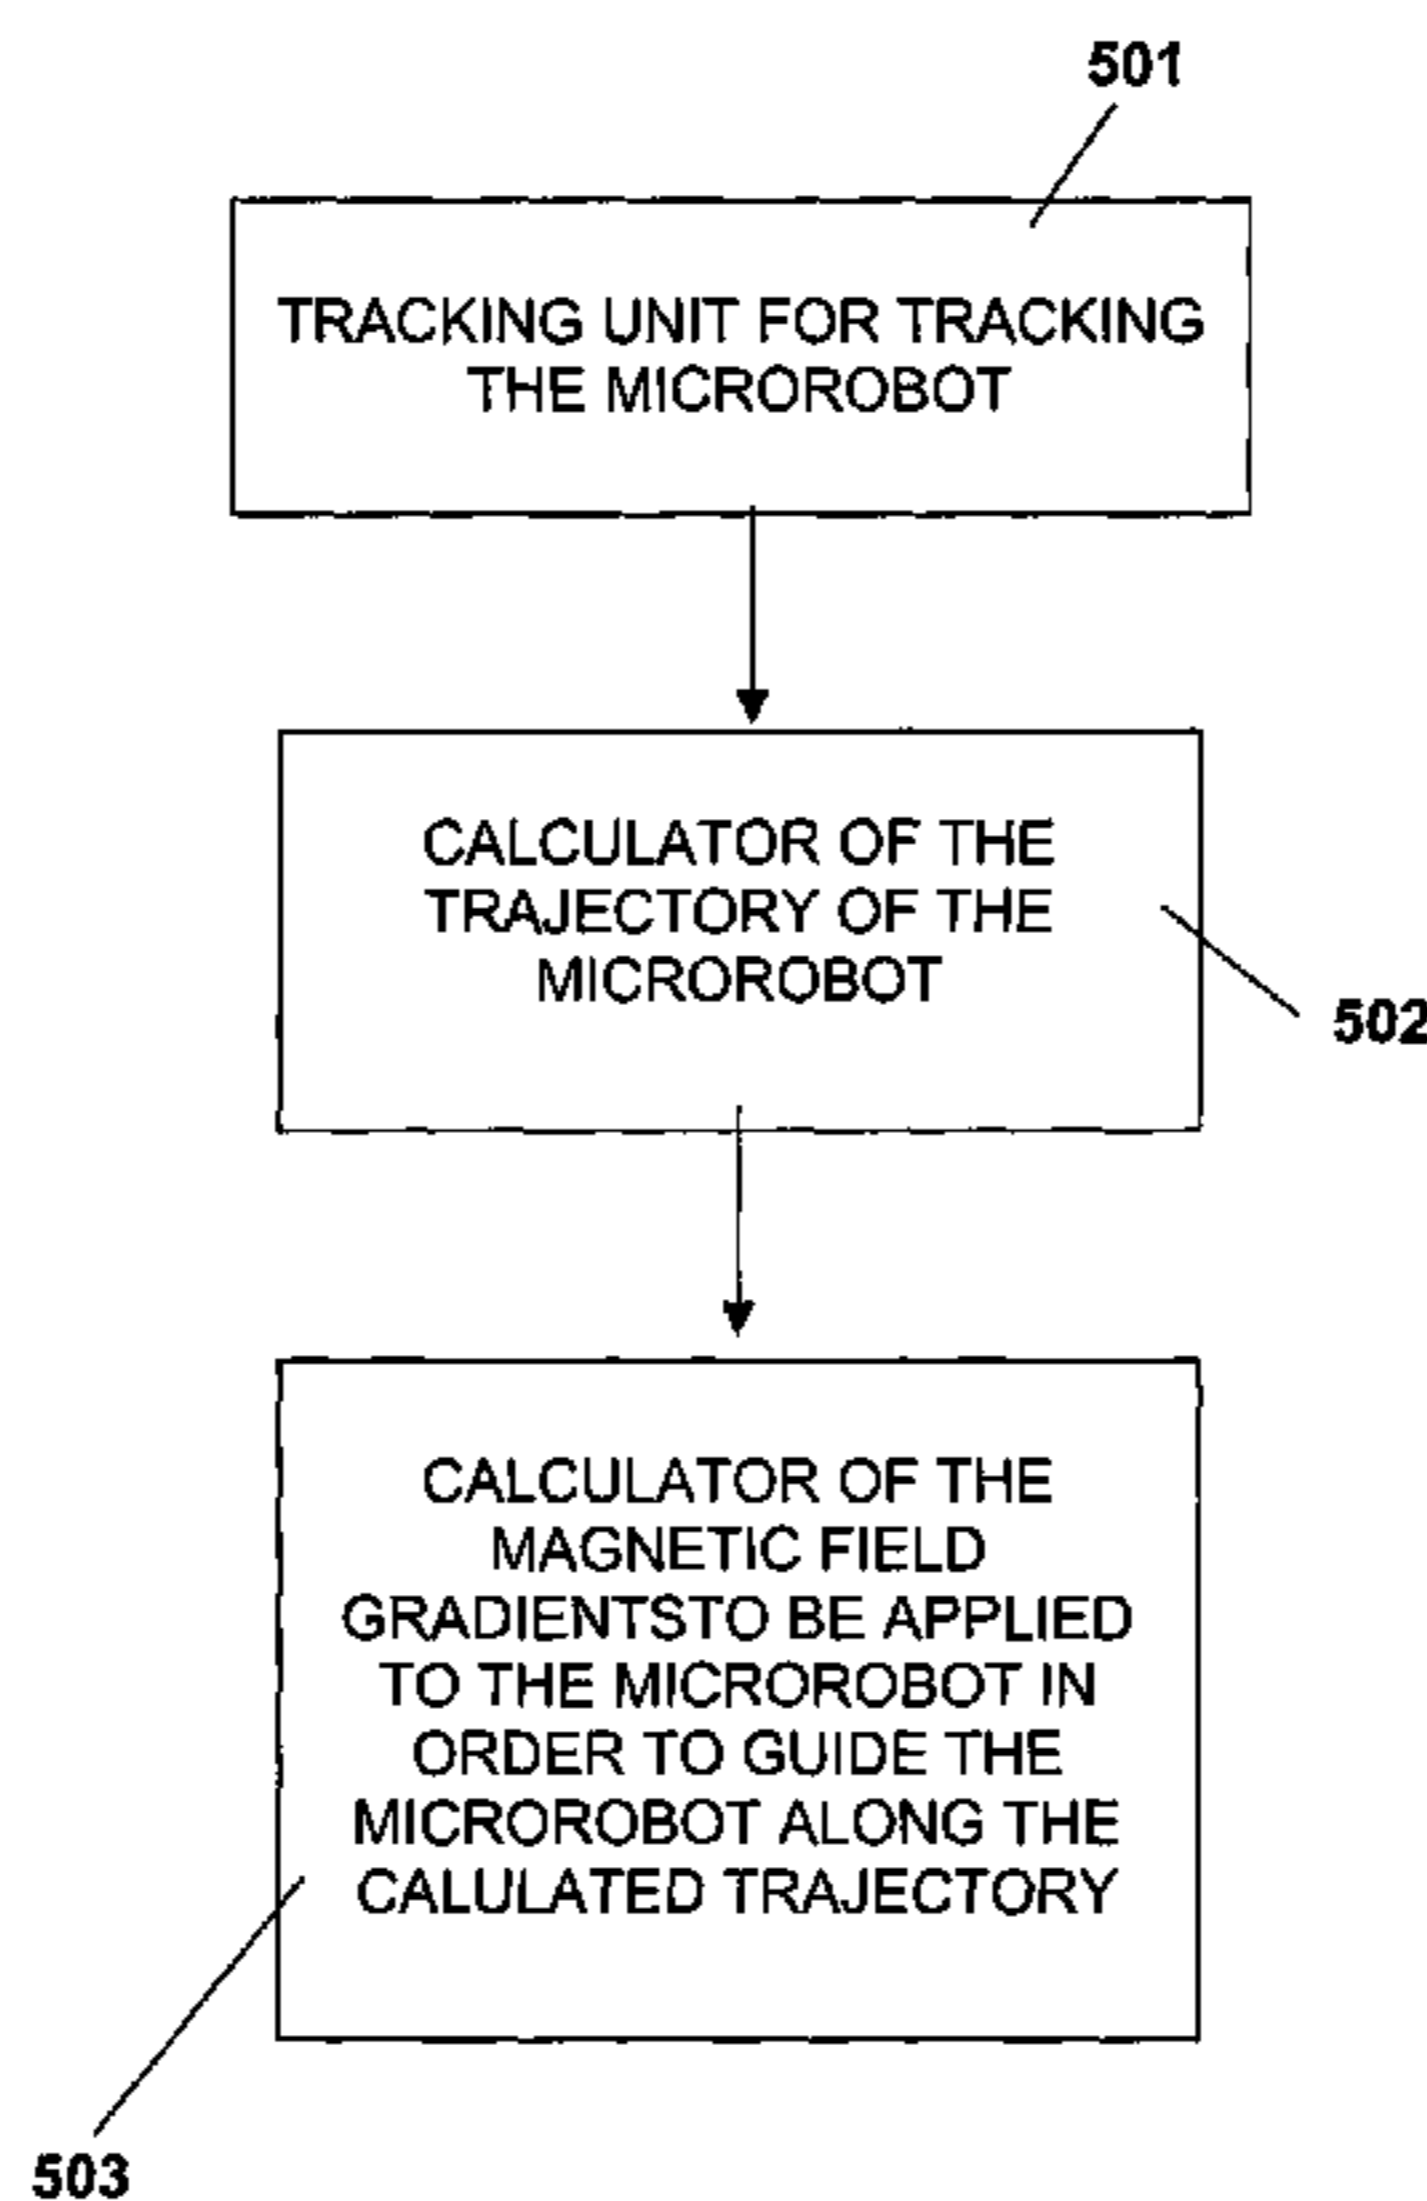 501
TRACKING UNIT FOR TRACKING
THE MICROROBOT
CALCULATOR OF THE
TRAJECTORY OF THE
MICROROBOT
502
CALCULATOR OF THE
MAGNETIC FIELD
GRADIENTSTO BE APPLIED
TO THE MICROROBOT IN
ORDER TO GUIDE THE
MICROROBOT ALONG THE
CALULATED TRAJECTORY
503